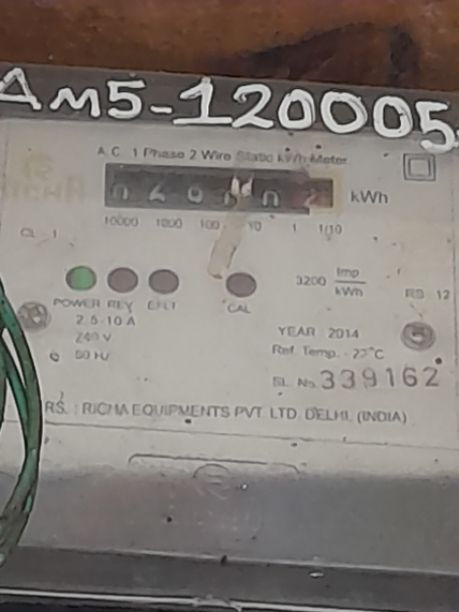 AM5-120005
A.C. 1 Phase 2 Wire Static kWh Meter
kWh
10000 1000 100 10 1 1/10
CL. 1
3200 Imp
kWh
RS 12
POWER REV E/LT CAL
2.5-10 A
240 V
50 Hz
YEAR 2014
Ref. Temp. - 27°C
SL. No. 339162
RS. : RICHA EQUIPMENTS PVT. LTD. DELHI, (INDIA)